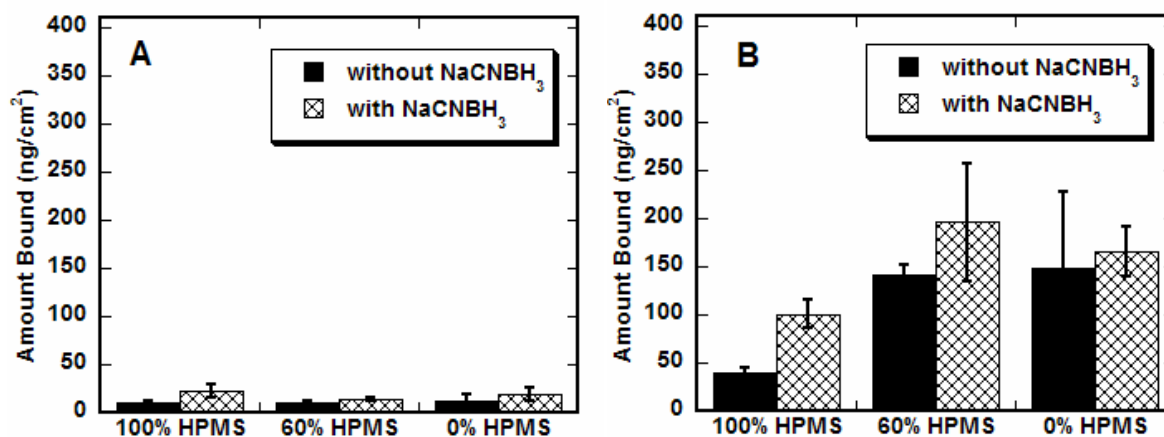 A
without NaCNBH3
with NaCNBH3
Amount Bound (ng/cm²)
400
350
300
250
200
150
100
50
0
100% HPMS 60% HPMS 0% HPMS
B
without NaCNBH3
with NaCNBH3
Amount Bound (ng/cm²)
400
350
300
250
200
150
100
50
0
100% HPMS 60% HPMS 0% HPMS